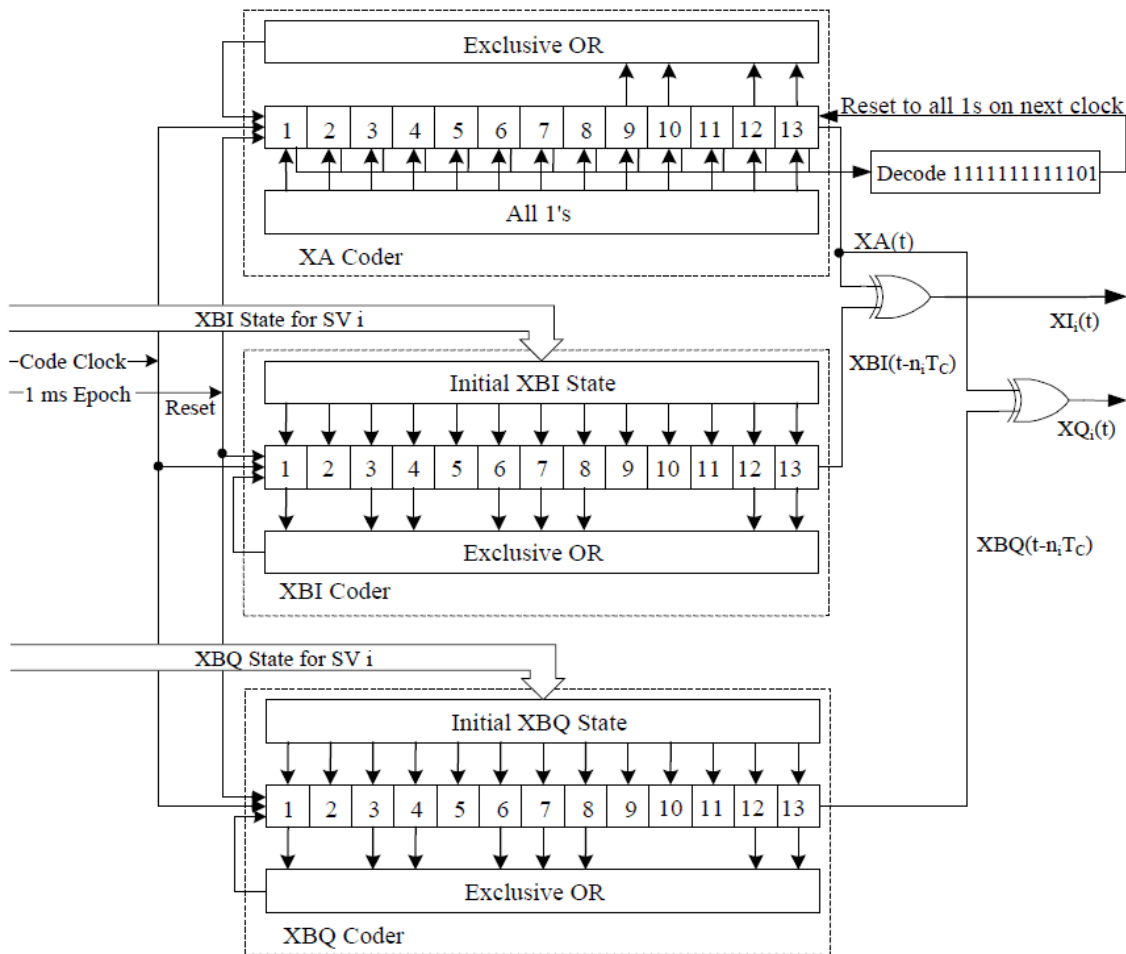 Exclusive OR
Reset to all 1s on next clock
1 2 3 4 5 6 7 8 9 10 11 12 13
Decode 1111111111101
All 1's
XA Coder
XA(t)
XI_i(t)
XBI State for SV i
Code Clock
1 ms Epoch
Reset
Initial XBI State
XBI(t-n_iT_C)
XQ_i(t)
1 2 3 4 5 6 7 8 9 10 11 12 13
Exclusive OR
XBI Coder
XBQ(t-n_iT_C)
XBQ State for SV i
Initial XBQ State
1 2 3 4 5 6 7 8 9 10 11 12 13
Exclusive OR
XBQ Coder